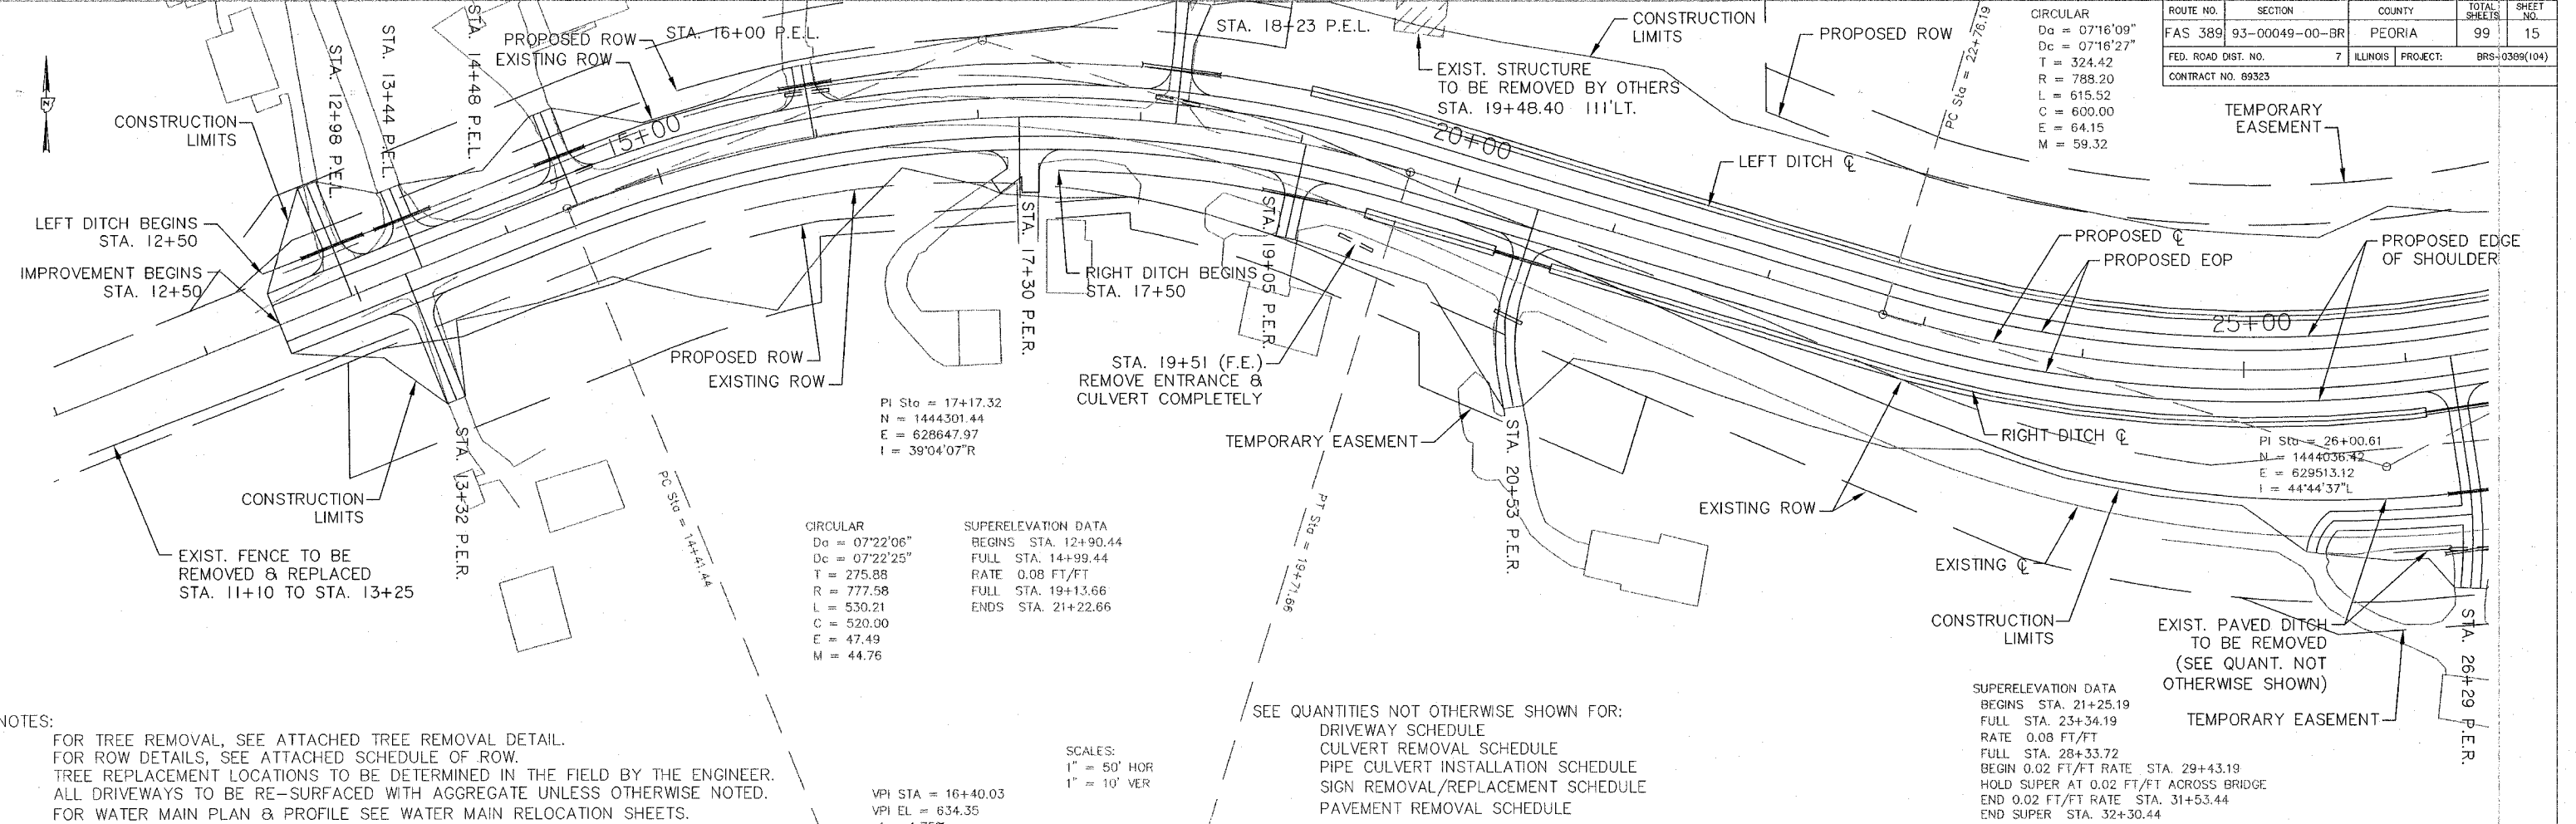 ROUTE NO. SECTION COUNTY TOTAL SHEETS SHEET NO.
FAS 389 93-00049-00-BR PEORIA 99 15
FED. ROAD DIST. NO. 7 ILLINOIS PROJECT: BRS-0389(104)
CONTRACT NO. 89323
STA. 12+98 P.E.L.
STA. 13+44 P.E.L.
STA. 14+48 P.E.L.
PROPOSED ROW
EXISTING ROW
STA. 16+00 P.E.L.
STA. 18+23 P.E.L.
EXIST. STRUCTURE
TO BE REMOVED BY OTHERS
STA. 19+48.40 111'LT.
CONSTRUCTION
LIMITS
PROPOSED ROW
PC Sta = 22+76.19
CIRCULAR
Da = 07°16'09"
Dc = 07°16'27"
T = 324.42
R = 788.20
L = 615.52
C = 600.00
E = 64.15
M = 59.32
TEMPORARY
EASEMENT
N
CONSTRUCTION
LIMITS
15+00
20+00
25+00
LEFT DITCH ℄
LEFT DITCH BEGINS
STA. 12+50
IMPROVEMENT BEGINS
STA. 12+50
PROPOSED ℄
PROPOSED EOP
PROPOSED EDGE
OF SHOULDER
STA. 17+30 P.E.R.
RIGHT DITCH BEGINS
STA. 17+50
STA. 19+05 P.E.R.
PROPOSED ROW
EXISTING ROW
STA. 19+51 (F.E.)
REMOVE ENTRANCE &
CULVERT COMPLETELY
TEMPORARY EASEMENT
STA. 20+53 P.E.R.
RIGHT DITCH ℄
PI Sta = 17+17.32
N = 1444301.44
E = 628647.97
I = 39°04'07"R
PI Sta = 26+00.61
N = 1444036.42
E = 629513.12
I = 44°44'37"L
STA. 13+32 P.E.R.
CONSTRUCTION
LIMITS
EXIST. FENCE TO BE
REMOVED & REPLACED
STA. 11+10 TO STA. 13+25
PC Sta = 14+41.44
PT Sta = 19+71.66
CIRCULAR
Da = 07°22'06"
Dc = 07°22'25"
T = 275.88
R = 777.58
L = 530.21
C = 520.00
E = 47.49
M = 44.76
SUPERELEVATION DATA
BEGINS STA. 12+90.44
FULL STA. 14+99.44
RATE 0.08 FT/FT
FULL STA. 19+13.66
ENDS STA. 21+22.66
EXISTING ROW
EXISTING ℄
CONSTRUCTION
LIMITS
EXIST. PAVED DITCH
TO BE REMOVED
(SEE QUANT. NOT
OTHERWISE SHOWN)
TEMPORARY EASEMENT
STA. 26+29 P.E.R.
SUPERELEVATION DATA
BEGINS STA. 21+25.19
FULL STA. 23+34.19
RATE 0.08 FT/FT
FULL STA. 28+33.72
BEGIN 0.02 FT/FT RATE STA. 29+43.19
HOLD SUPER AT 0.02 FT/FT ACROSS BRIDGE
END 0.02 FT/FT RATE STA. 31+53.44
END SUPER STA. 32+30.44
NOTES:
FOR TREE REMOVAL, SEE ATTACHED TREE REMOVAL DETAIL.
FOR ROW DETAILS, SEE ATTACHED SCHEDULE OF ROW.
TREE REPLACEMENT LOCATIONS TO BE DETERMINED IN THE FIELD BY THE ENGINEER.
ALL DRIVEWAYS TO BE RE-SURFACED WITH AGGREGATE UNLESS OTHERWISE NOTED.
FOR WATER MAIN PLAN & PROFILE SEE WATER MAIN RELOCATION SHEETS.
VPI STA = 16+40.03
VPI EL = 634.35
SCALES:
1" = 50' HOR
1" = 10' VER
SEE QUANTITIES NOT OTHERWISE SHOWN FOR:
DRIVEWAY SCHEDULE
CULVERT REMOVAL SCHEDULE
PIPE CULVERT INSTALLATION SCHEDULE
SIGN REMOVAL/REPLACEMENT SCHEDULE
PAVEMENT REMOVAL SCHEDULE